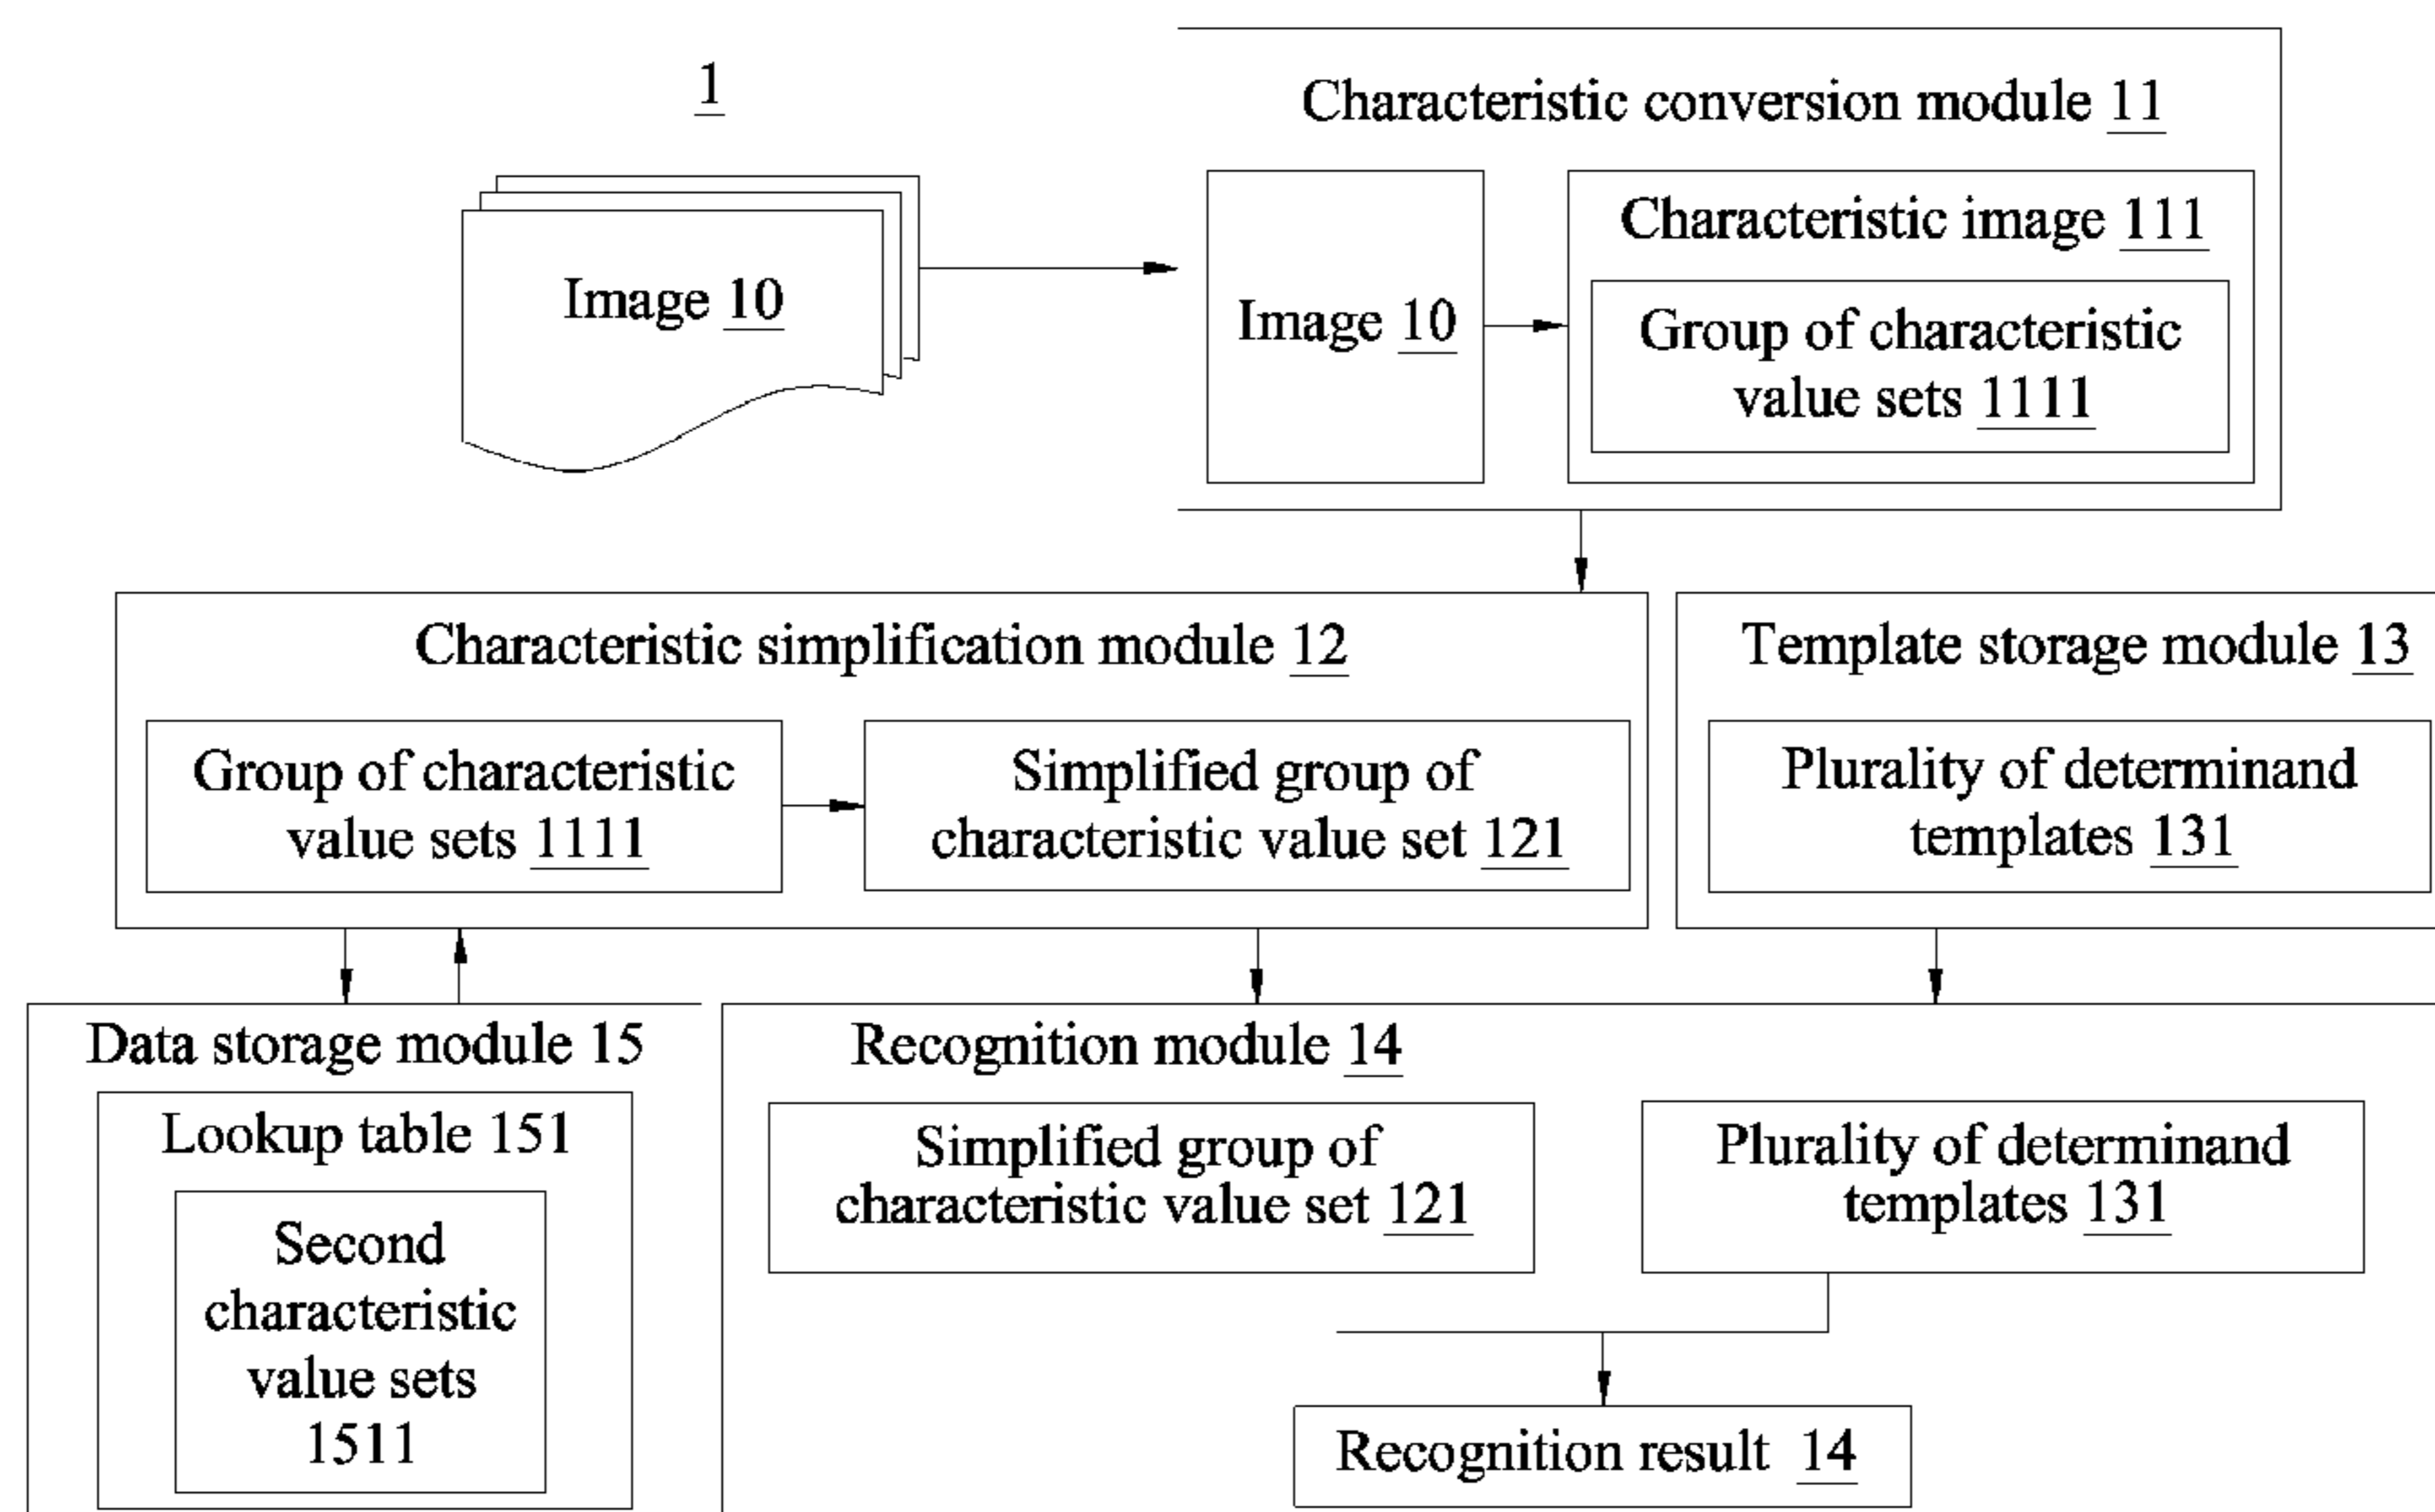 1
Characteristic conversion module 11
Image 10
Image 10
Characteristic image 111
Group of characteristic
value sets 1111
Characteristic simplification module 12
Group of characteristic
value sets 1111
Simplified group of
characteristic value set 121
Template storage module 13
Plurality of determinand
templates 131
Data storage module 15
Lookup table 151
Second
characteristic
value sets
1511
Recognition module 14
Simplified group of
characteristic value set 121
Plurality of determinand
templates 131
Recognition result 14